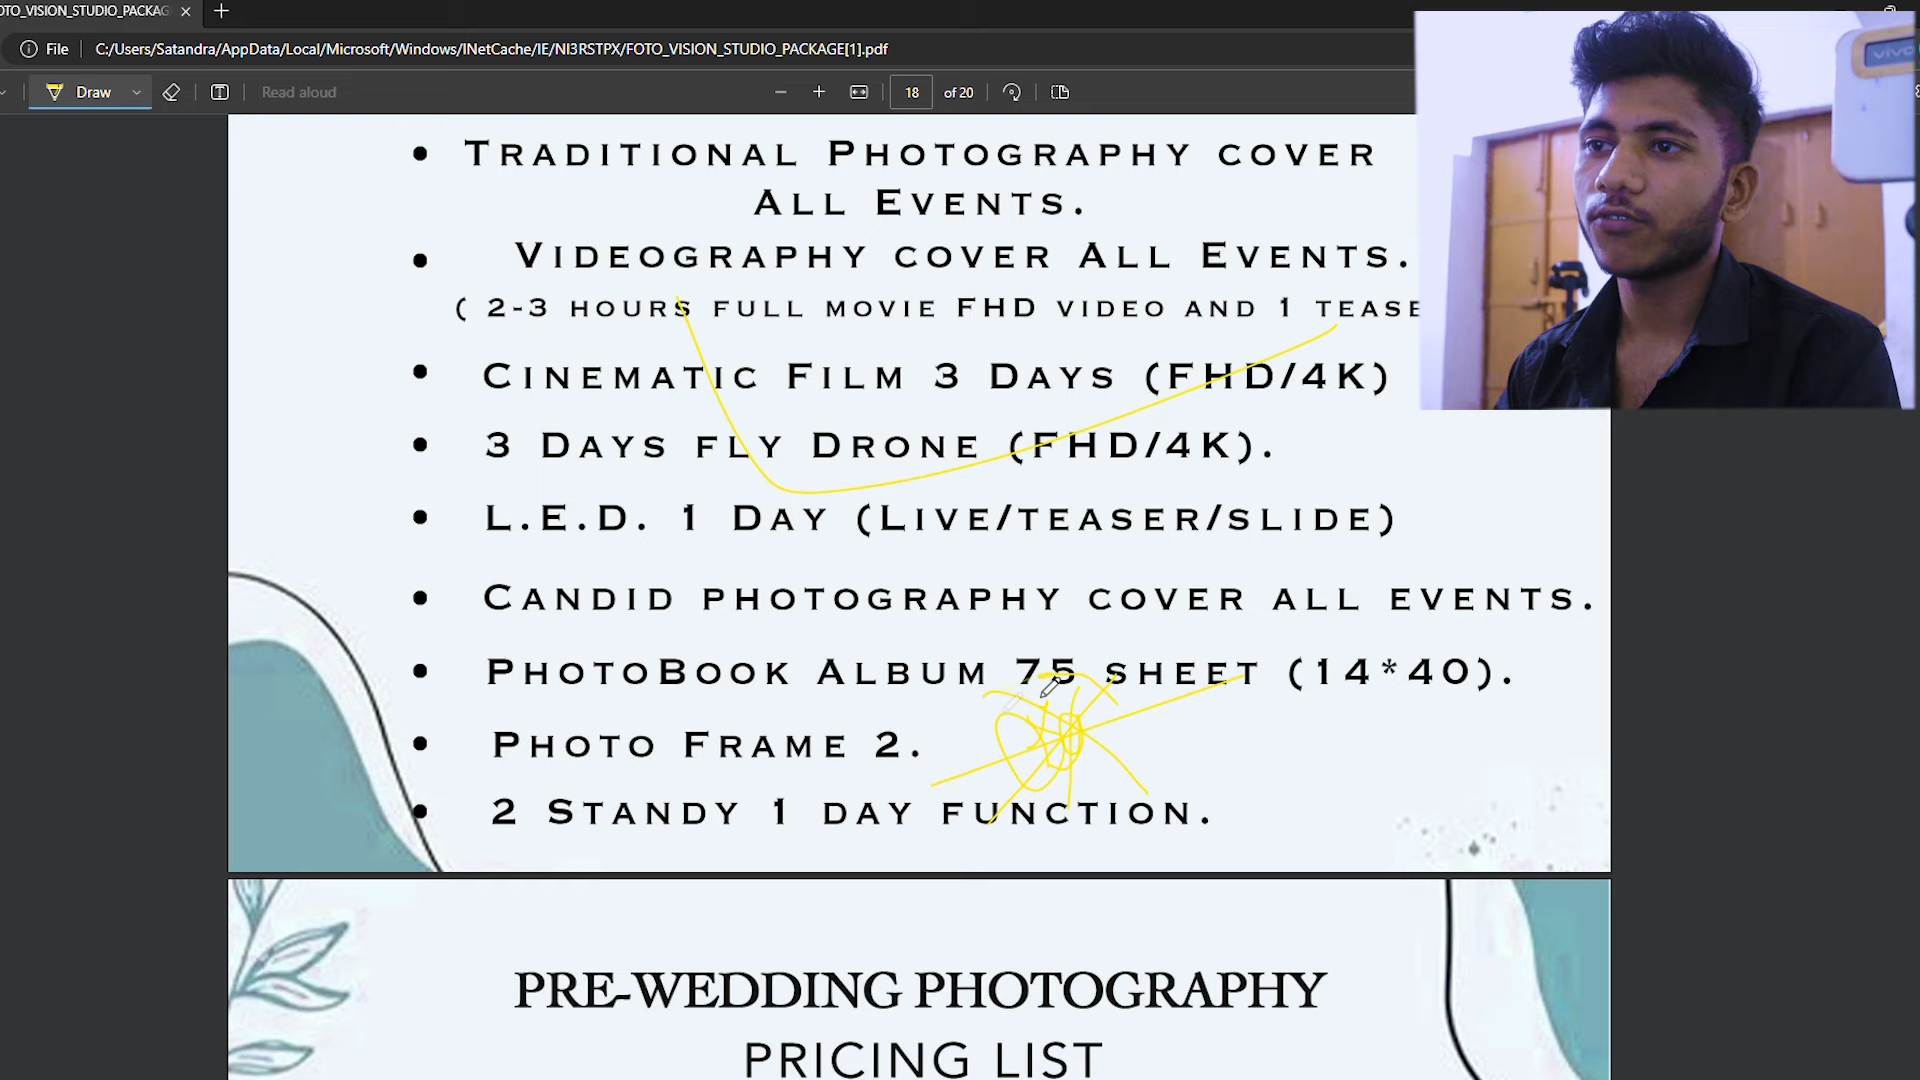 OTO_VISION_STUDIO_PACKAG
File
C:/Users/Satandra/AppData/Local/Microsoft/Windows/INetCache/IE/NI3RSTPX/FOTO_VISION_STUDIO_PACKAGE[1].pdf
Draw
Read aloud
18 of 20
vivo
• Traditional Photography cover
All Events.
• Videography cover All Events.
( 2-3 hours full movie FHD video and 1 tease
• Cinematic Film 3 Days (FHD/4K)
• 3 Days fly Drone (FHD/4K).
• L.E.D. 1 Day (Live/teaser/slide)
• Candid photography cover all events.
• PhotoBook Album 75 sheet (14*40).
• Photo Frame 2.
• 2 Standy 1 day function.
PRE-WEDDING PHOTOGRAPHY
PRICING LIST